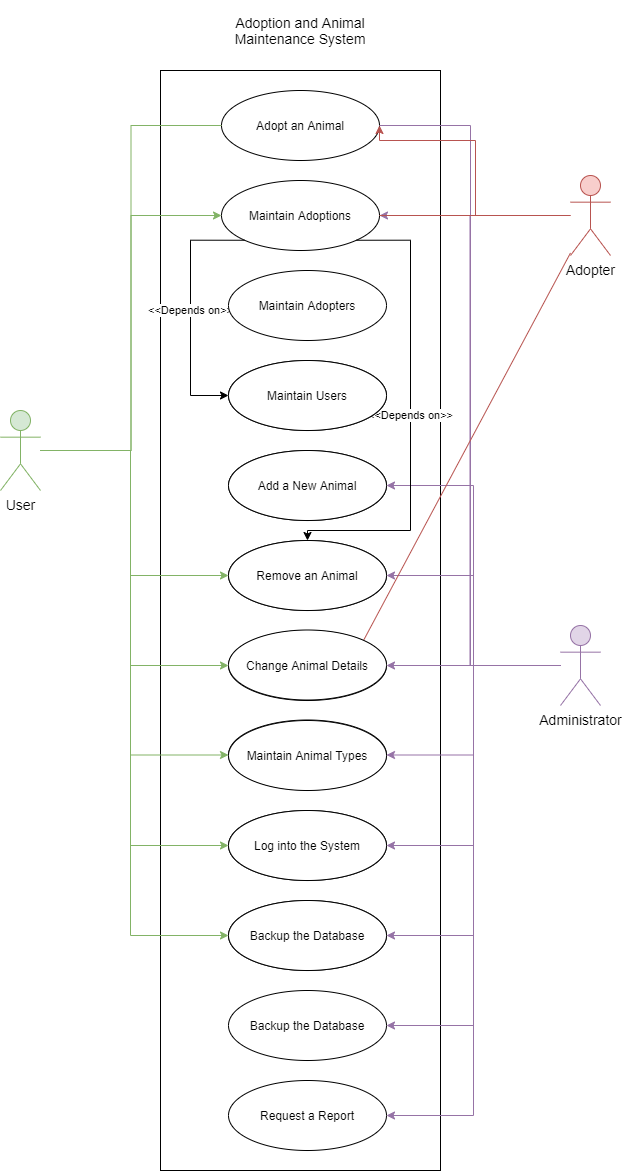 Adoption and Animal
Maintenance System
Adopt an Animal
Maintain Adoptions
Adopter
Maintain Adopters
<<Depends on>>
Maintain Users
<<Depends on>>
Add a New Animal
User
Remove an Animal
Change Animal Details
Administrator
Maintain Animal Types
Log into the System
Backup the Database
Backup the Database
Request a Report